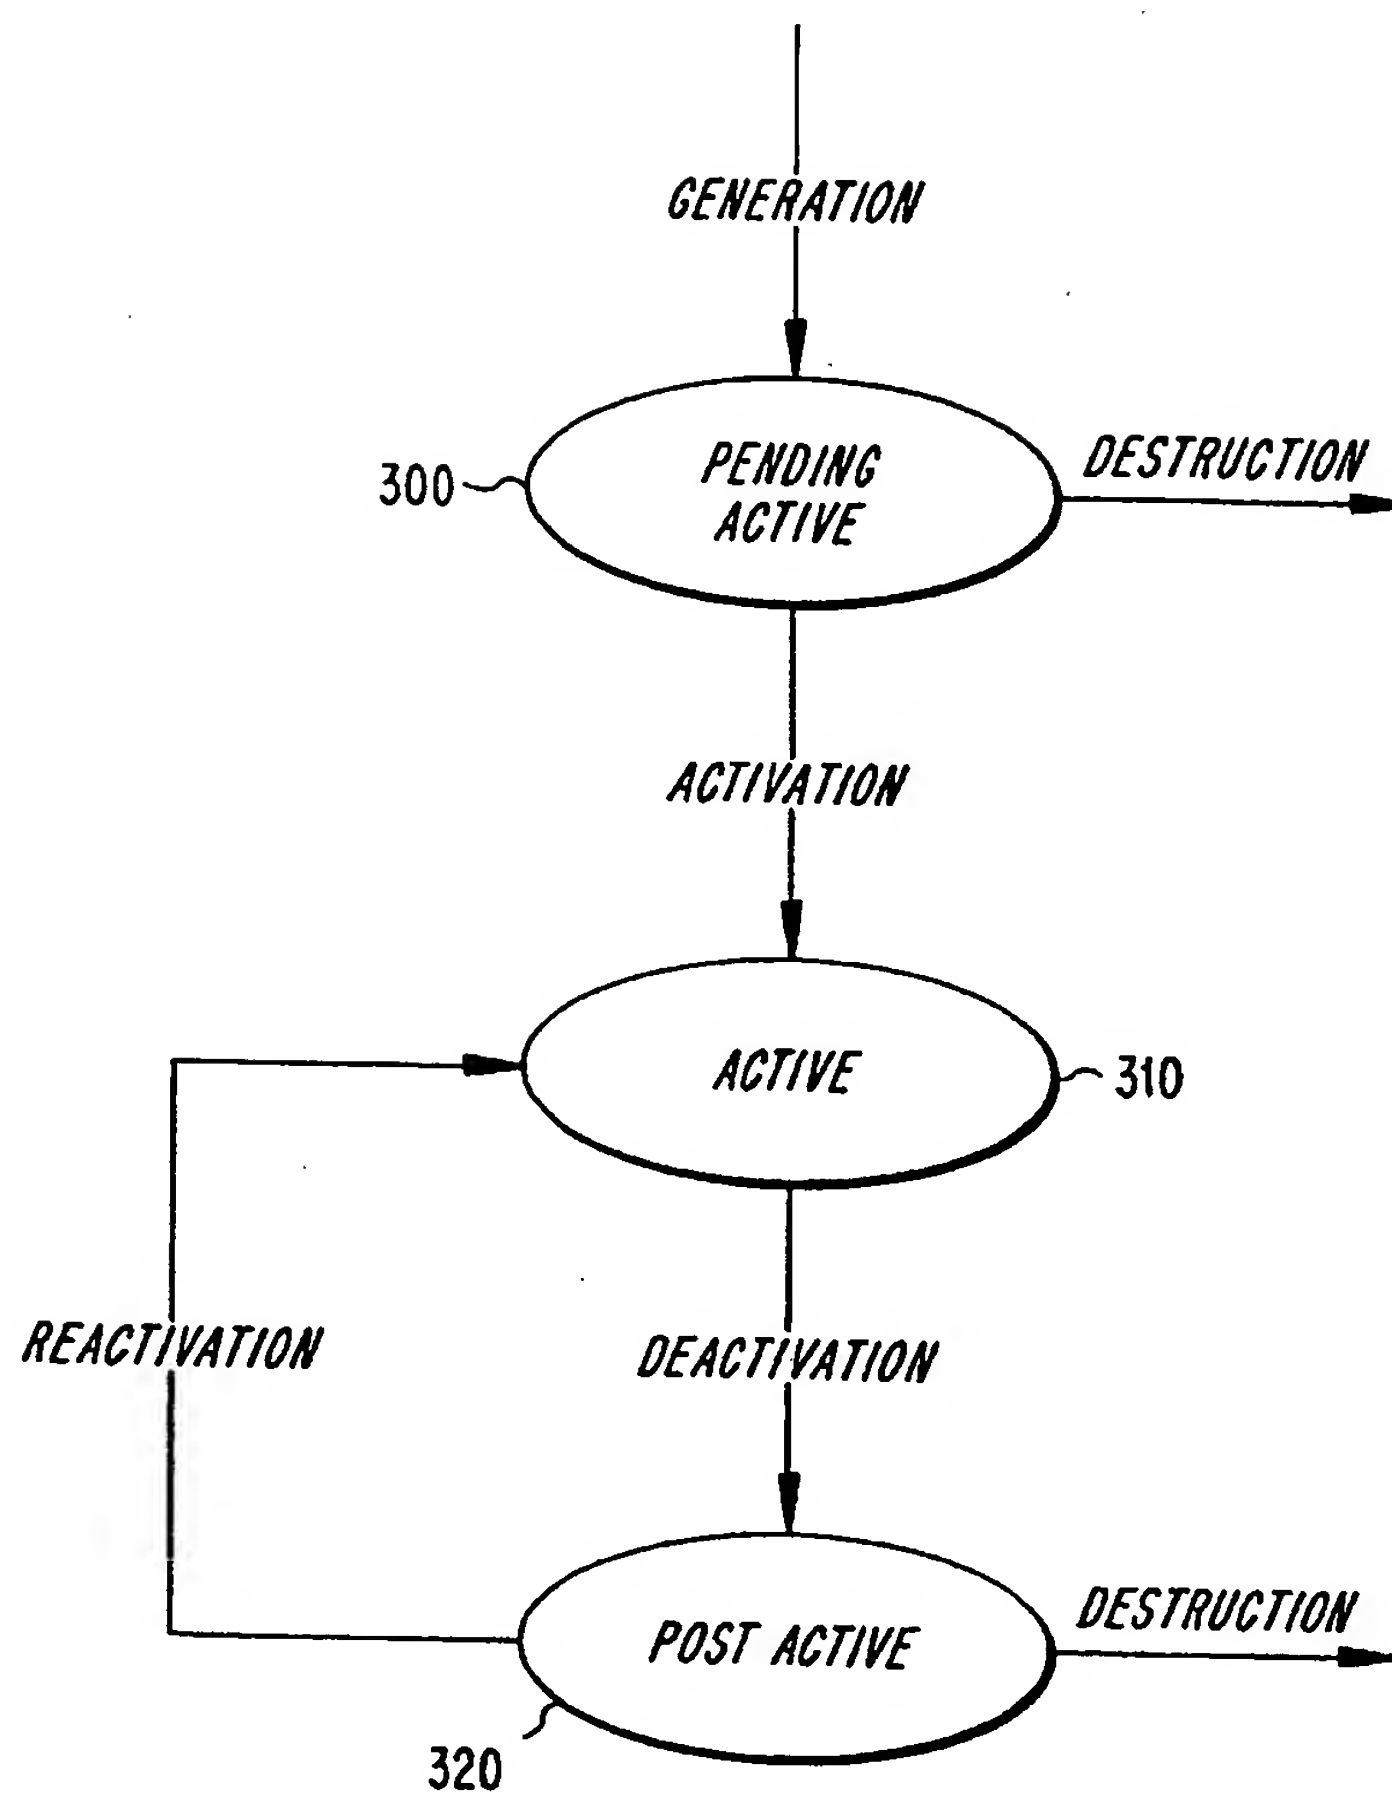 GENERATION
PENDING
ACTIVE
300
DESTRUCTION
ACTIVATION
ACTIVE
310
REACTIVATION
DEACTIVATION
POST ACTIVE
DESTRUCTION
320